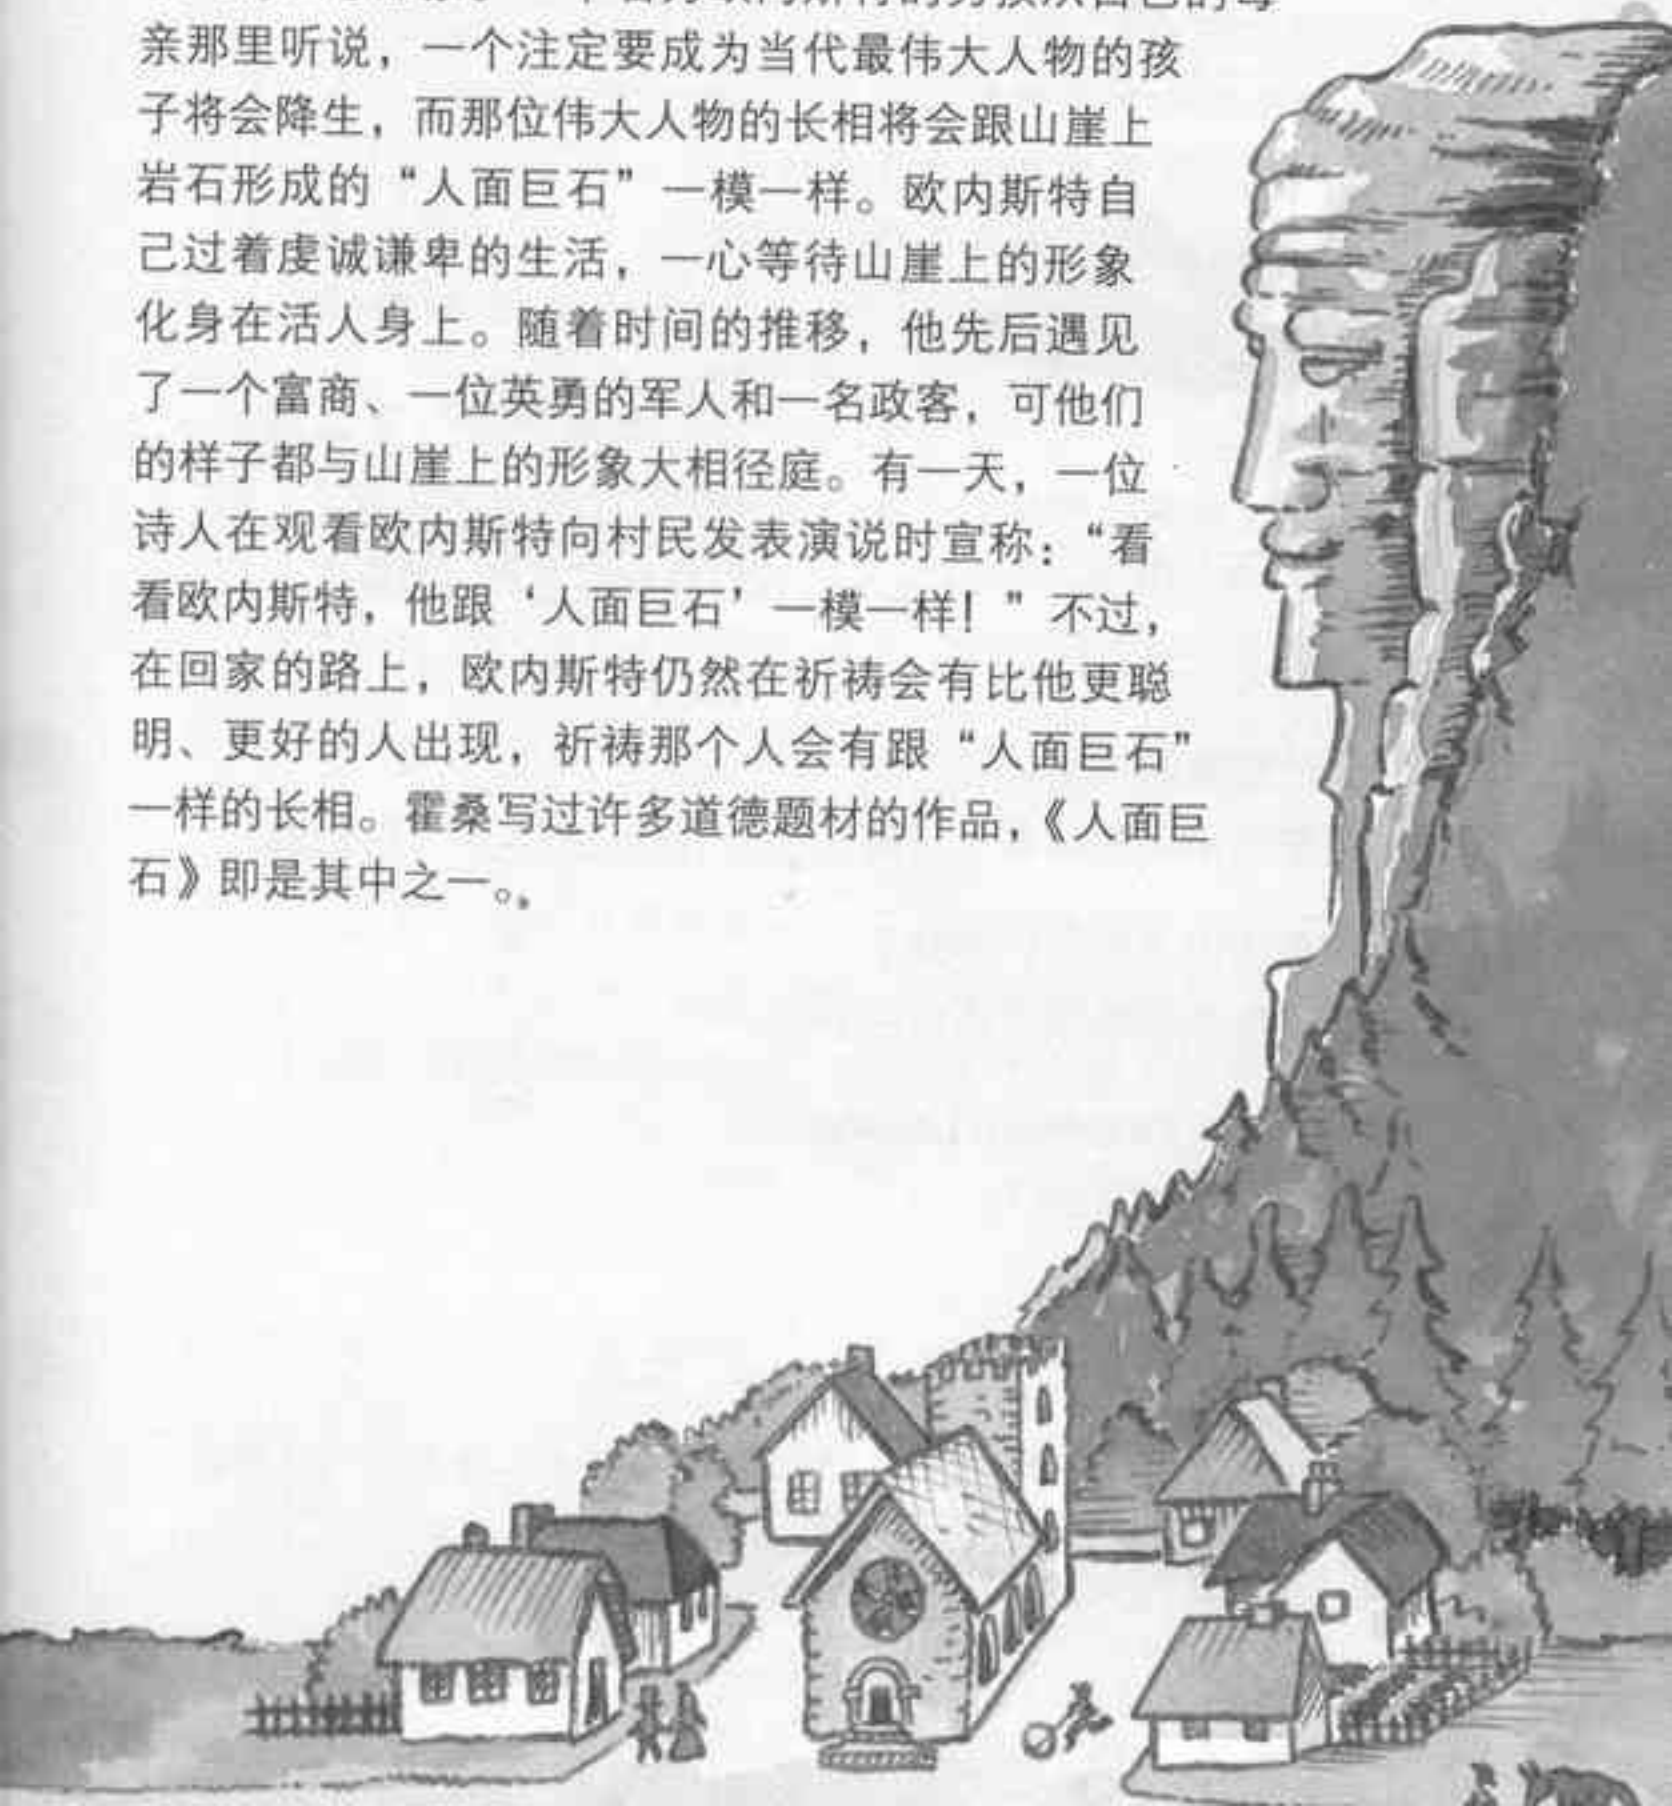 亲那里听说，一个注定要成为当代最伟大人物的孩
子将会降生，而那位伟大人物的长相将会跟山崖上
岩石形成的“人面巨石”一模一样。欧内斯特自
己过着虔诚谦卑的生活，一心等待山崖上的形象
化身在活人身上。随着时间的推移，他先后遇见
了一个富商、一位英勇的军人和一名政客，可他们
的样子都与山崖上的形象大相径庭。有一天，一位
诗人在观看欧内斯特向村民发表演说时宣称：“看
看欧内斯特，他跟‘人面巨石’一模一样！”不过，
在回家的路上，欧内斯特仍然在祈祷会有比他更聪
明、更好的人出现，祈祷那个人会有跟“人面巨石”
一样的长相。霍桑写过许多道德题材的作品，《人面巨
石》即是其中之一。